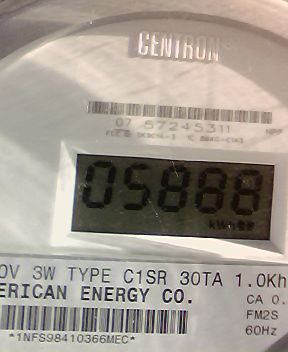 CENTRON
07 57245311
05888
0V 3W TYPE C1SR 30TA 1.0Kh
ERICAN ENERGY CO.
CA 0.
FM2S
60Hz
*1NFS98410366MEC*